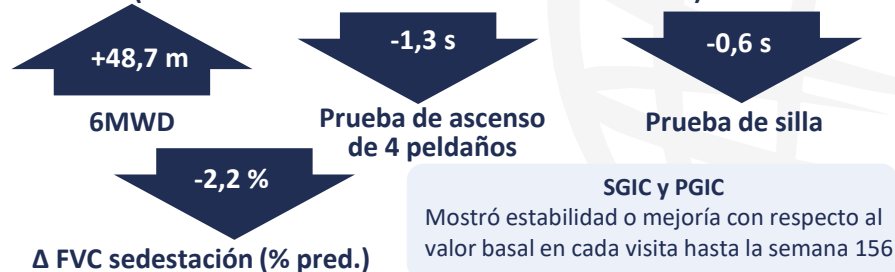 +48,7 m
-1,3 s
-0,6 s
6MWD
Prueba de ascenso
de 4 peldaños
Prueba de silla
-2,2 %
Δ FVC sedestación (% pred.)
SGIC y PGIC
Mostró estabilidad o mejoría con respecto al
valor basal en cada visita hasta la semana 156